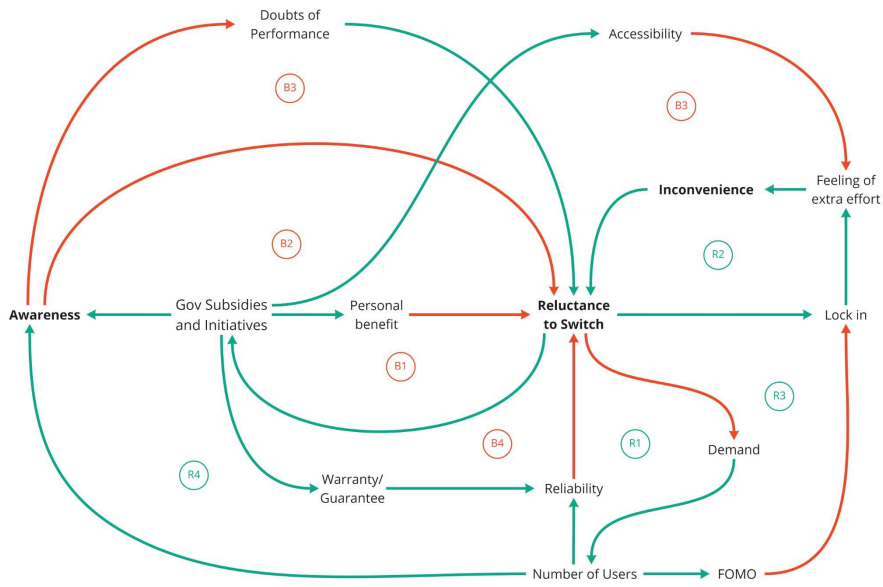 Doubts of
Performance
Accessibility
B3
B3
Inconvenience
Feeling of
extra effort
B2
R2
Awareness
Gov Subsidies
and Initiatives
Personal
benefit
Reluctance
to Switch
Lock in
B1
R3
B4
R1
Demand
R4
Warranty/
Guarantee
Reliability
Number of Users
FOMO